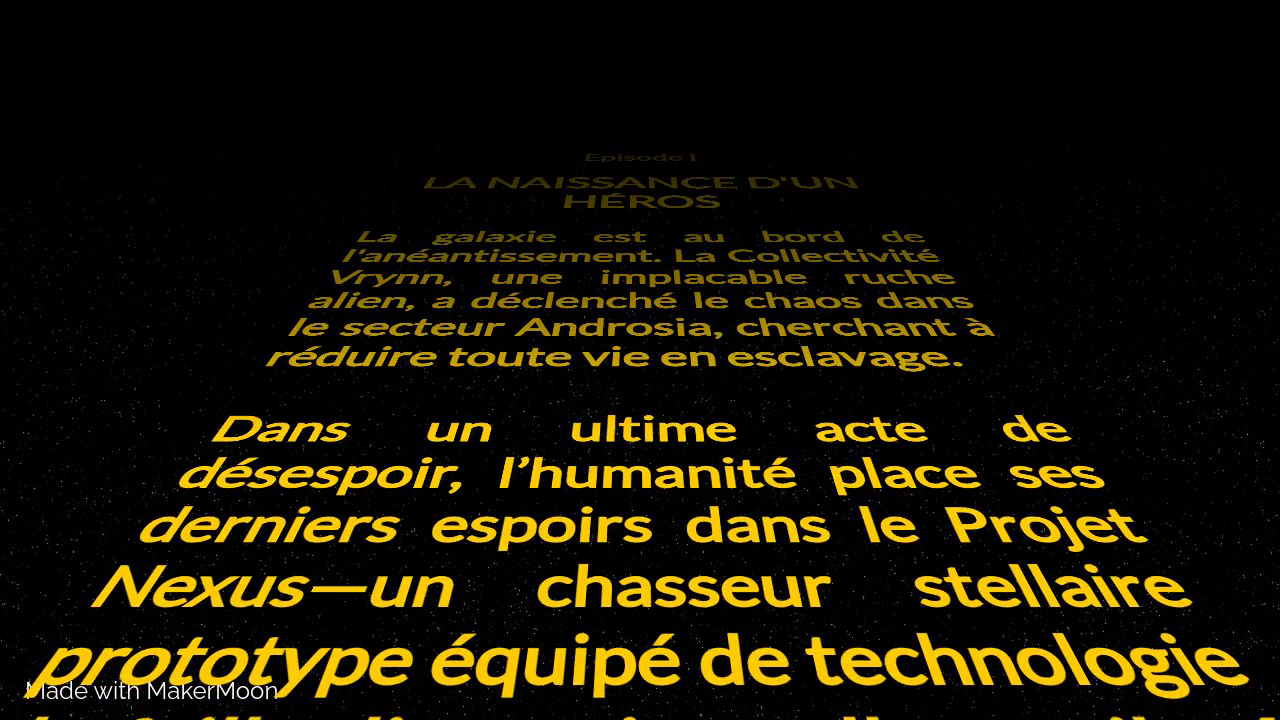 Episode I
LA NAISSANCE D'UN
HÉROS
La galaxie est au bord de
l'anéantissement. La Collectivité
Vrynn, une implacable ruche
alien, a déclenché le chaos dans
le secteur Androsia, cherchant à
réduire toute vie en esclavage.
Dans un ultime acte de
désespoir, l’humanité place ses
derniers espoirs dans le Projet
Nexus—un chasseur stellaire
prototype équipé de technologie
Made with MakerMoon